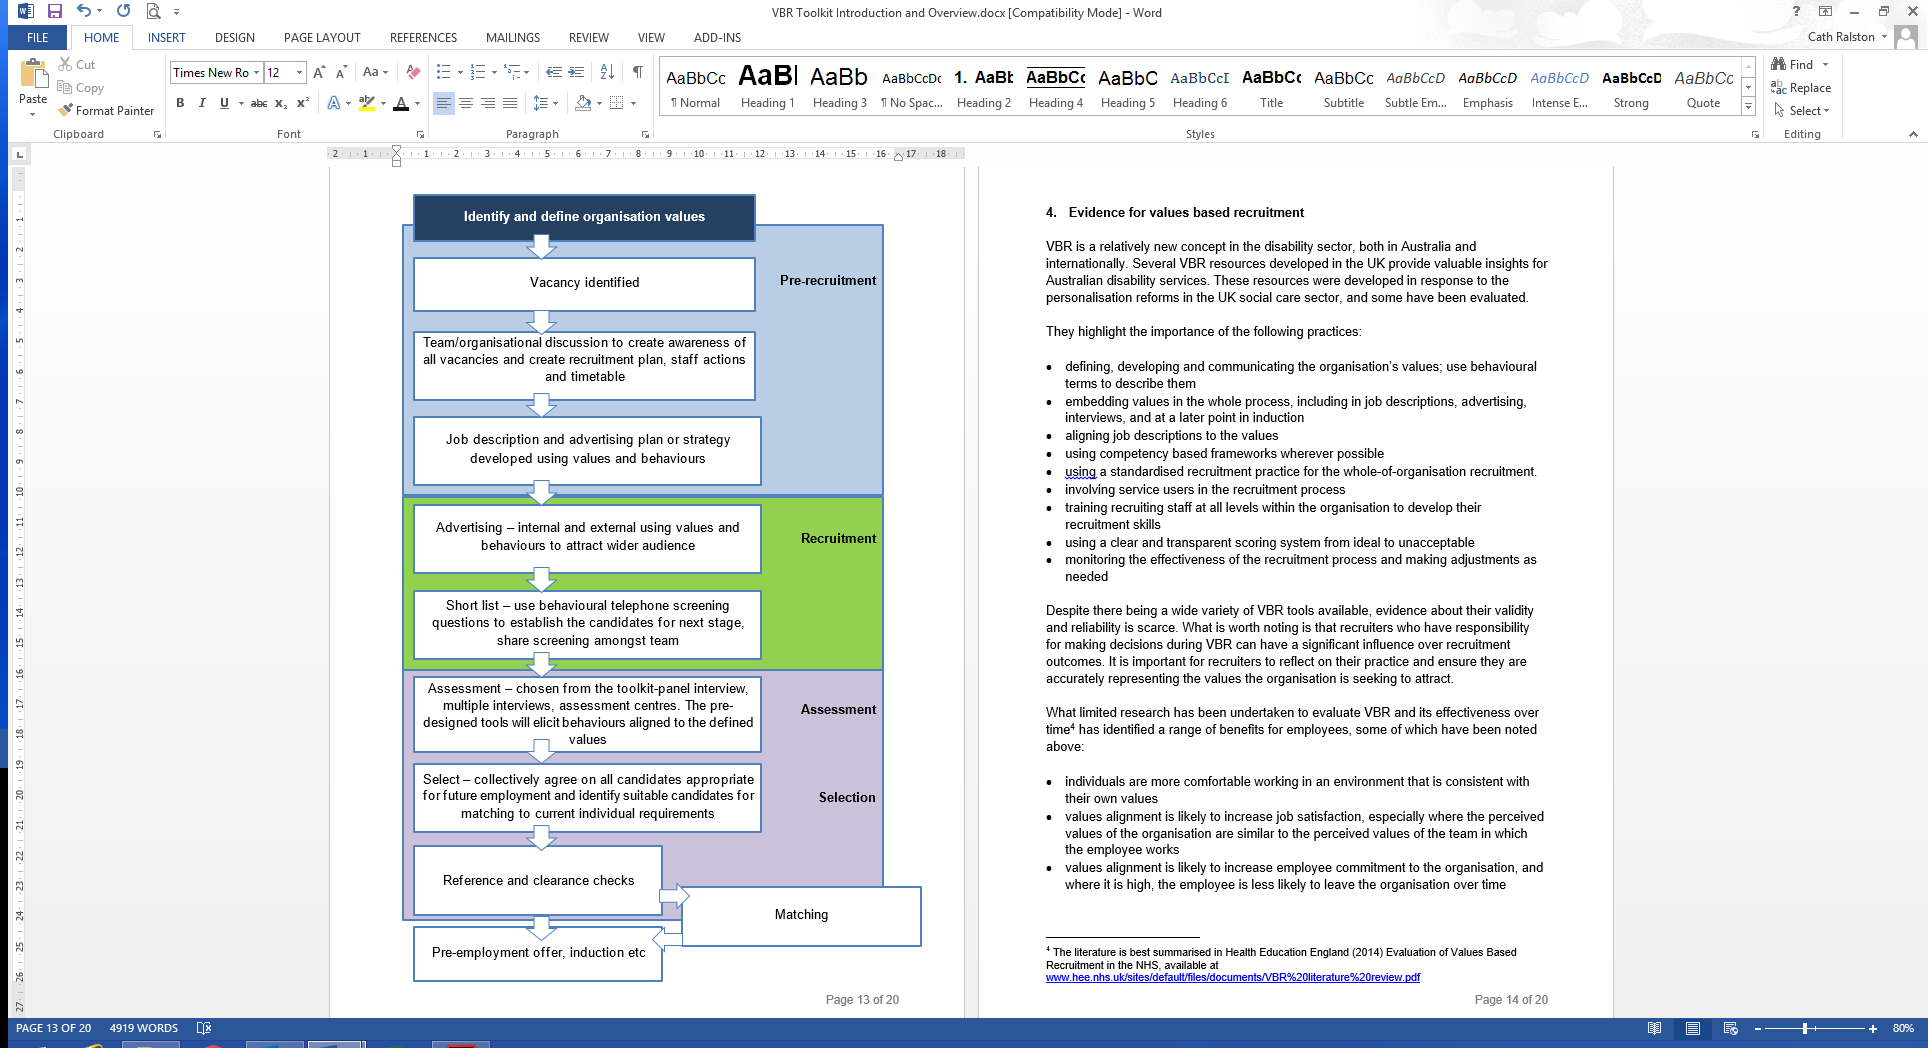 VBR Toolkit Introduction and Overview.docx [Compatibility Mode] - Word
FILE
HOME
INSERT
DESIGN
PAGE LAYOUT
REFERENCES
MAILINGS
REVIEW
VIEW
ADD-INS
Cath Ralston
Paste
Cut
Copy
Format Painter
Clipboard
Times New Ro
12
Font
Paragraph
AaBbCc
¶ Normal
AaBl
Heading 1
AaBb
Heading 3
AaBbCcDc
¶ No Spac...
1. AaBb
Heading 2
AaBbCc
Heading 4
AaBbC
Heading 5
AaBbCcI
Heading 6
AaBbCc
Title
AaBbCc
Subtitle
AaBbCcD
Subtle Em...
AaBbCc
Emphasis
AaBbCcD
Intense E...
AaBbCcD
Strong
AaBbCc
Quote
Styles
Find
Replace
Select
Editing
2 1 1 2 3 4 5 6 7 8 9 10 11 12 13 14 15 16 17 18
Identify and define organisation values
Pre-recruitment
Vacancy identified
Team/organisational discussion to create awareness of
all vacancies and create recruitment plan, staff actions
and timetable
Job description and advertising plan or strategy
developed using values and behaviours
Recruitment
Advertising – internal and external using values and
behaviours to attract wider audience
Short list – use behavioural telephone screening
questions to establish the candidates for next stage,
share screening amongst team
Assessment
Assessment – chosen from the toolkit-panel interview,
multiple interviews, assessment centres. The pre-
designed tools will elicit behaviours aligned to the defined
values
Selection
Select – collectively agree on all candidates appropriate
for future employment and identify suitable candidates for
matching to current individual requirements
Reference and clearance checks
Matching
Pre-employment offer, induction etc
Page 13 of 20
4. Evidence for values based recruitment
VBR is a relatively new concept in the disability sector, both in Australia and
internationally. Several VBR resources developed in the UK provide valuable insights for
Australian disability services. These resources were developed in response to the
personalisation reforms in the UK social care sector, and some have been evaluated.
They highlight the importance of the following practices:
• defining, developing and communicating the organisation's values; use behavioural
terms to describe them
• embedding values in the whole process, including in job descriptions, advertising,
interviews, and at a later point in induction
• aligning job descriptions to the values
• using competency based frameworks wherever possible
• using a standardised recruitment practice for the whole-of-organisation recruitment.
• involving service users in the recruitment process
• training recruiting staff at all levels within the organisation to develop their
recruitment skills
• using a clear and transparent scoring system from ideal to unacceptable
• monitoring the effectiveness of the recruitment process and making adjustments as
needed
Despite there being a wide variety of VBR tools available, evidence about their validity
and reliability is scarce. What is worth noting is that recruiters who have responsibility
for making decisions during VBR can have a significant influence over recruitment
outcomes. It is important for recruiters to reflect on their practice and ensure they are
accurately representing the values the organisation is seeking to attract.
What limited research has been undertaken to evaluate VBR and its effectiveness over
time⁴ has identified a range of benefits for employees, some of which have been noted
above:
• individuals are more comfortable working in an environment that is consistent with
their own values
• values alignment is likely to increase job satisfaction, especially where the perceived
values of the organisation are similar to the perceived values of the team in which
the employee works
• values alignment is likely to increase employee commitment to the organisation, and
where it is high, the employee is less likely to leave the organisation over time
⁴ The literature is best summarised in Health Education England (2014) Evaluation of Values Based
Recruitment in the NHS, available at
www.hee.nhs.uk/sites/default/files/documents/VBR%20literature%20review.pdf
Page 14 of 20
PAGE 13 OF 20
4919 WORDS
80%